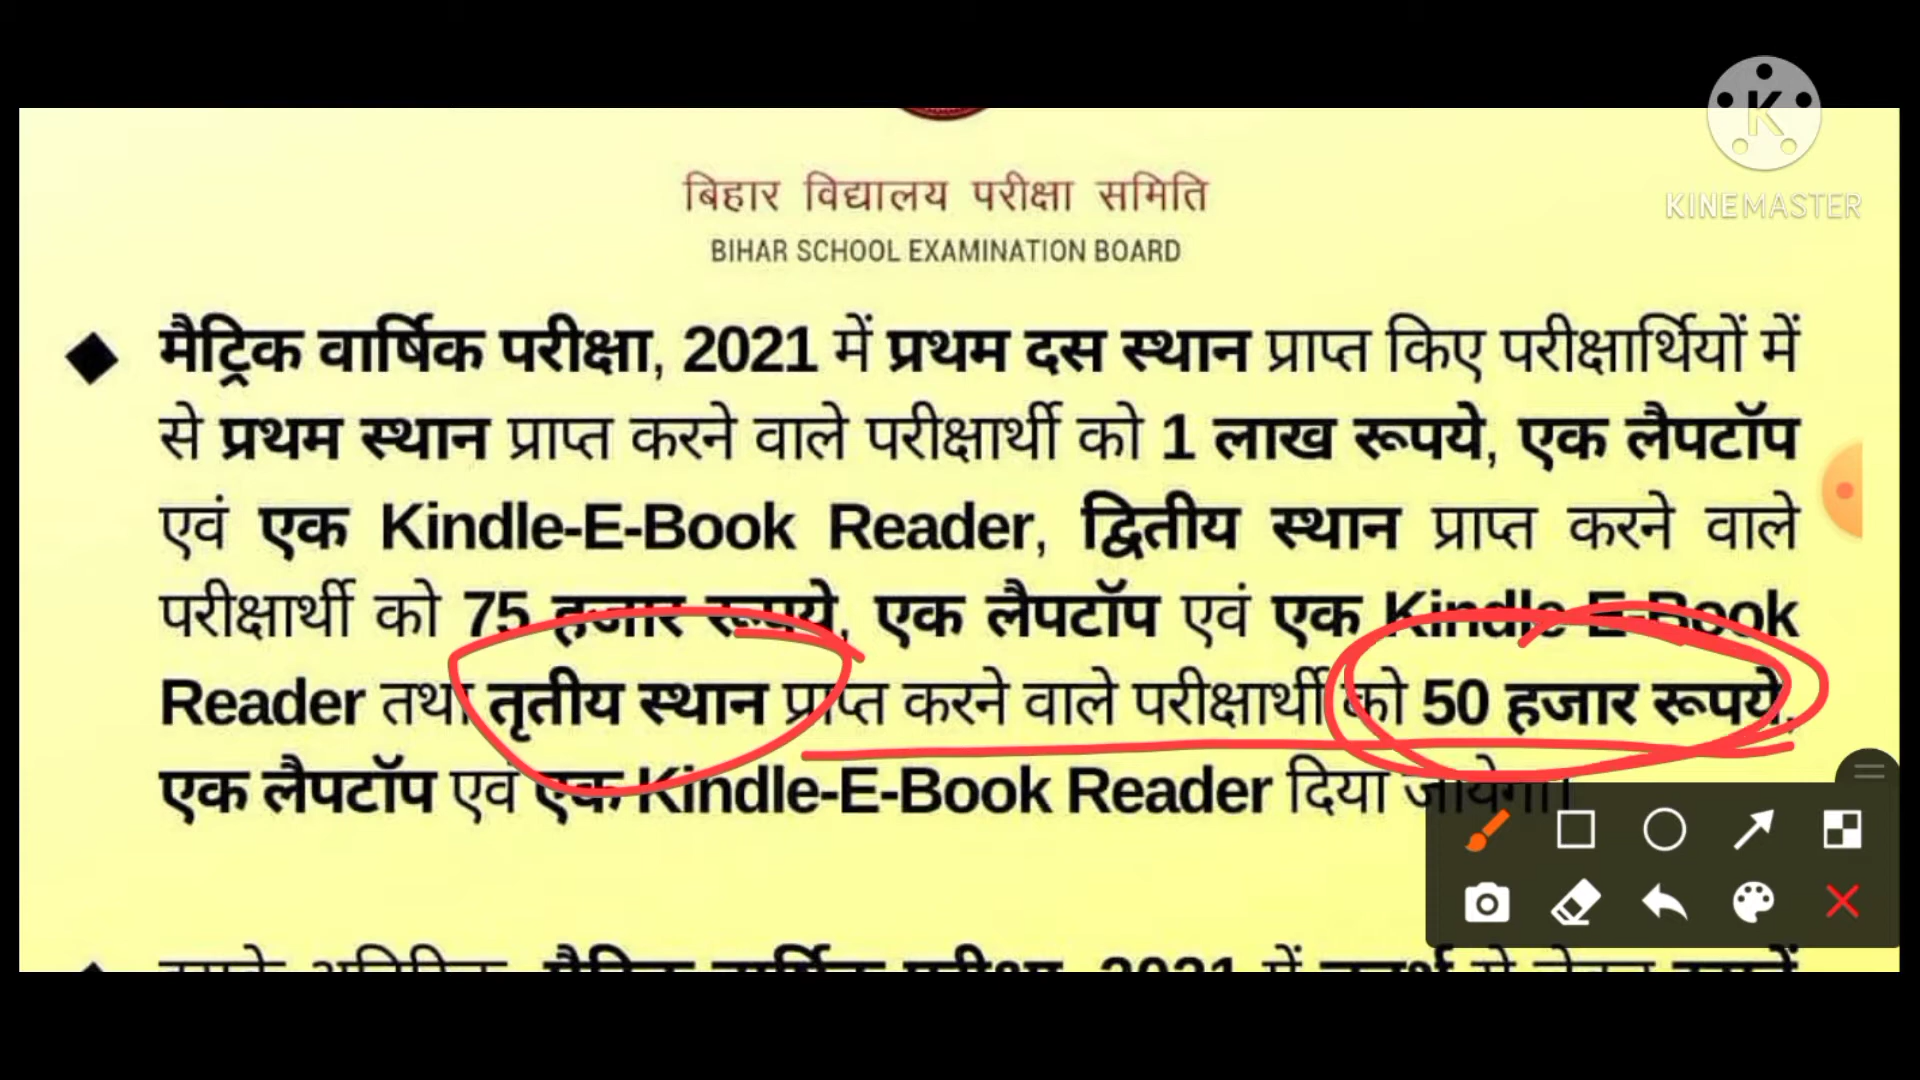 KINEMASTER
बिहार विद्यालय परीक्षा समिति
BIHAR SCHOOL EXAMINATION BOARD
मैट्रिक वार्षिक परीक्षा, 2021 में प्रथम दस स्थान प्राप्त किए परीक्षार्थियों में
से प्रथम स्थान प्राप्त करने वाले परीक्षार्थी को 1 लाख रूपये, एक लैपटॉप
एवं एक Kindle-E-Book Reader, द्वितीय स्थान प्राप्त करने वाले
परीक्षार्थी को 75 हजार रूपये, एक लैपटॉप एवं एक Kindle-E-Book
Reader तथा तृतीय स्थान प्राप्त करने वाले परीक्षार्थी को 50 हजार रूपये,
एक लैपटॉप एवं एक Kindle-E-Book Reader दिया जायेगा।
मैट्रिक वार्षिक परीक्षा, 2021 में